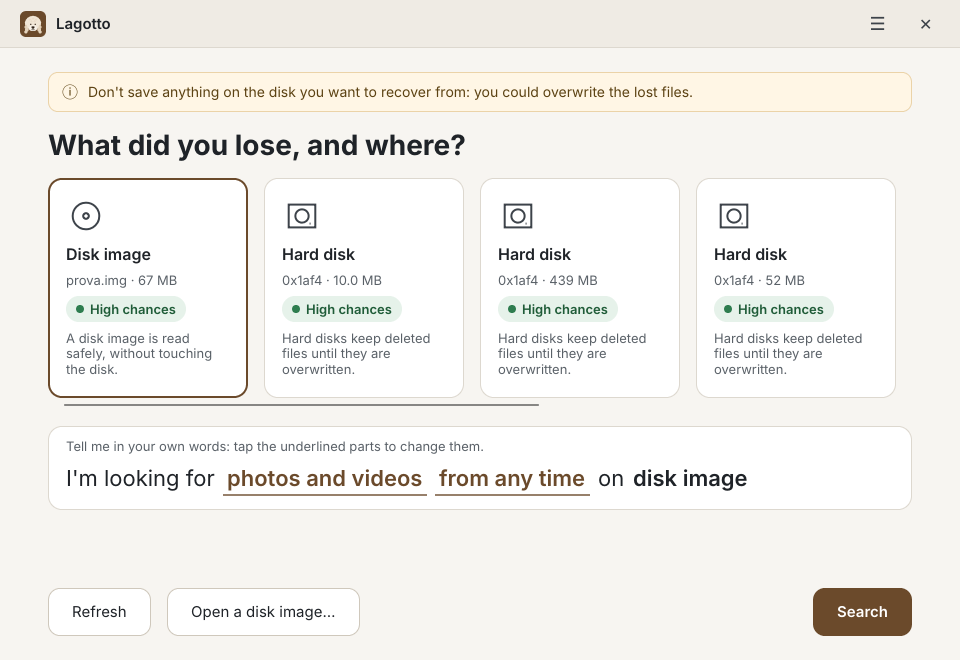 Lagotto
Don't save anything on the disk you want to recover from: you could overwrite the lost files.
What did you lose, and where?
Disk image
prova.img · 67 MB
High chances
A disk image is read
safely, without touching
the disk.
Hard disk
0x1af4 · 10.0 MB
High chances
Hard disks keep deleted
files until they are
overwritten.
Hard disk
0x1af4 · 439 MB
High chances
Hard disks keep deleted
files until they are
overwritten.
Hard disk
0x1af4 · 52 MB
High chances
Hard disks keep deleted
files until they are
overwritten.
Tell me in your own words: tap the underlined parts to change them.
I'm looking for photos and videos from any time on disk image
Refresh
Open a disk image...
Search